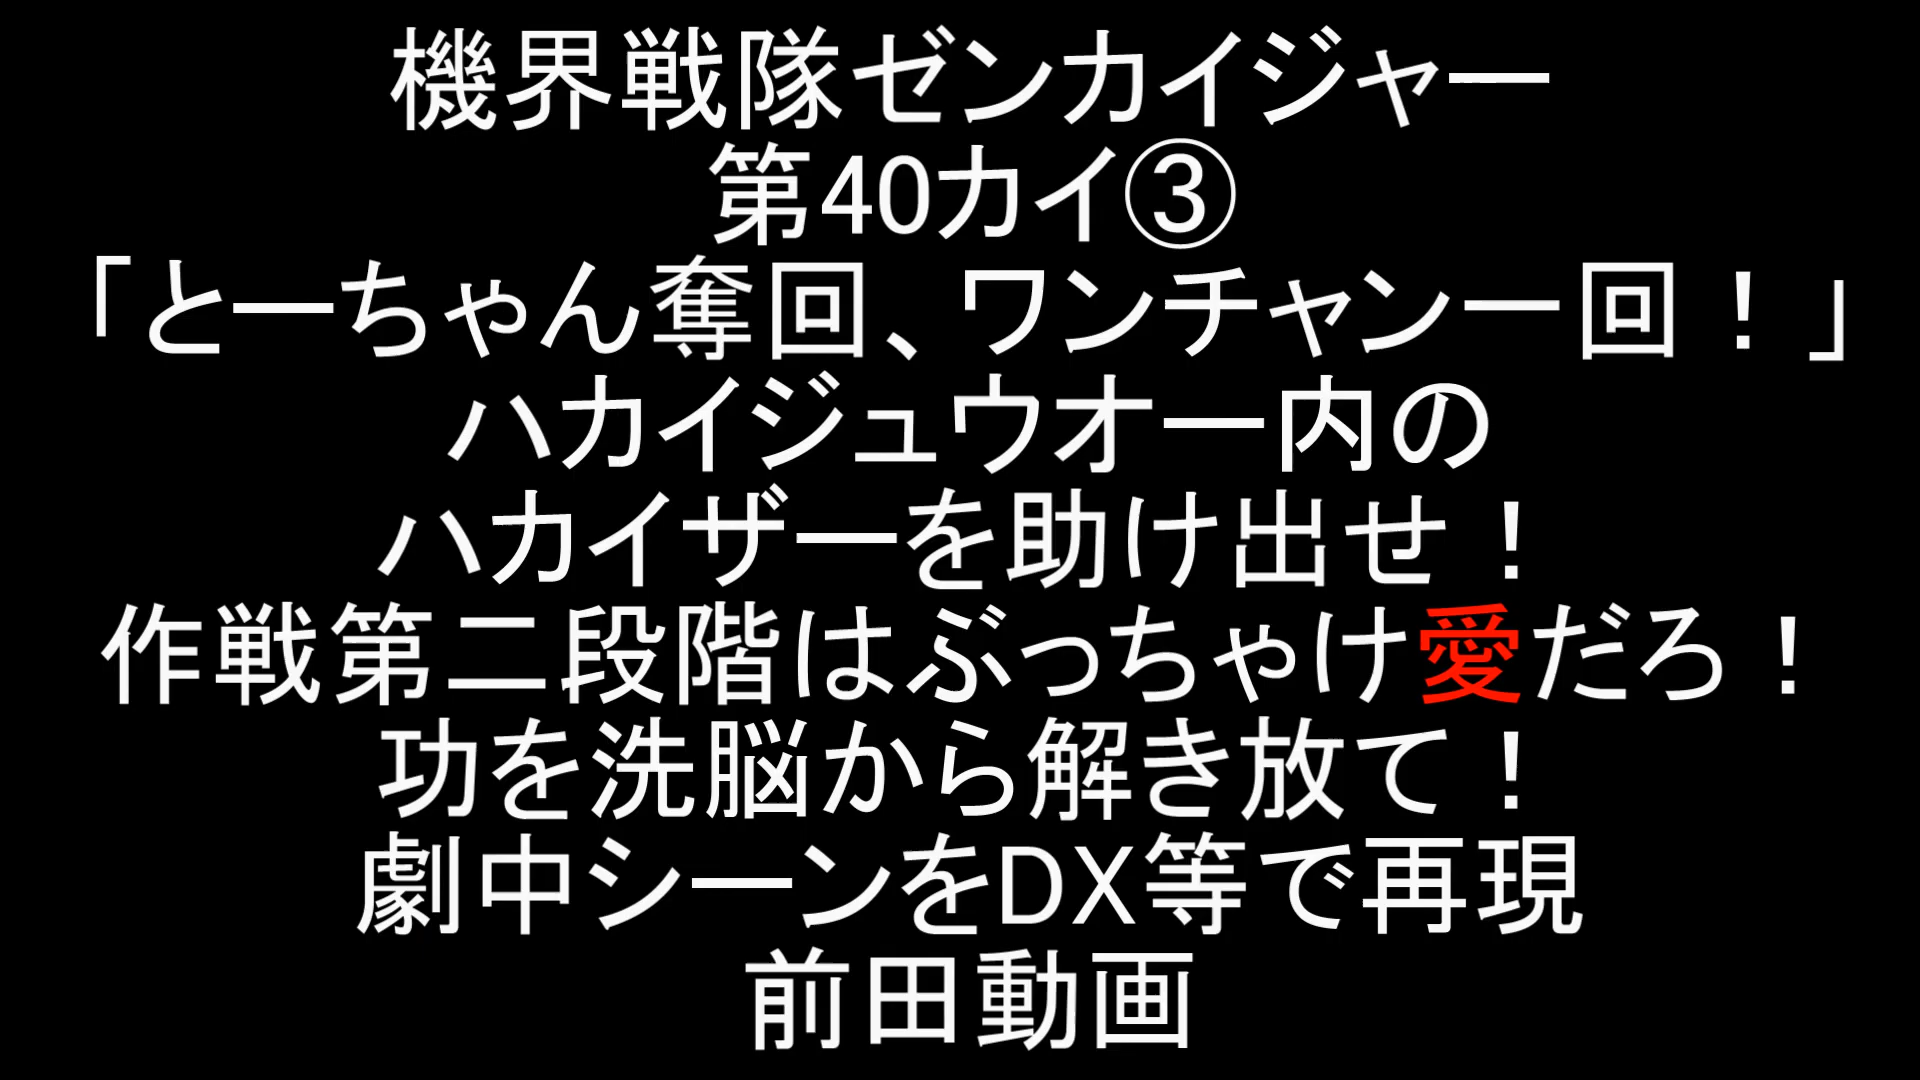 機界戦隊ゼンカイジャー
第40カイ③
「とーちゃん奪回、ワンチャン一回！」
ハカイジュウオー内の
ハカイザーを助け出せ！
作戦第二段階はぶっちゃけ愛だろ！
功を洗脳から解き放て！
劇中シーンをDX等で再現
前田動画